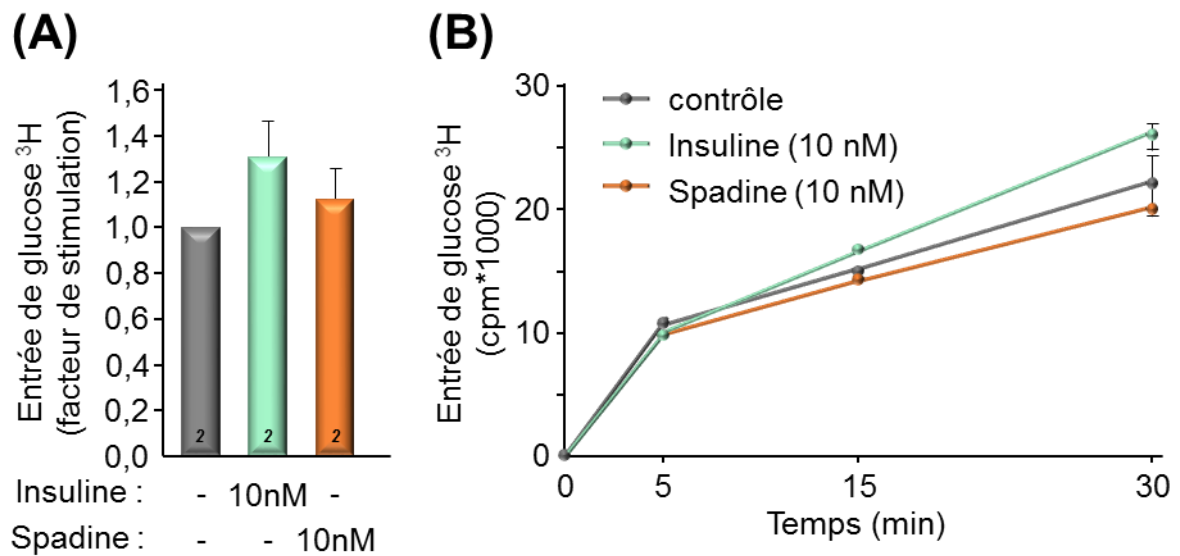 (A)
Entrée de glucose ³H
(facteur de stimulation)
1,6
1,4
1,2
1,0
0,8
0,6
0,4
0,2
0,0
2
2
2
Insuline : - 10nM -
Spadine : - - 10nM
(B)
Entrée de glucose ³H
(cpm*1000)
30
20
10
0
contrôle
Insuline (10 nM)
Spadine (10 nM)
0 5 15 30
Temps (min)